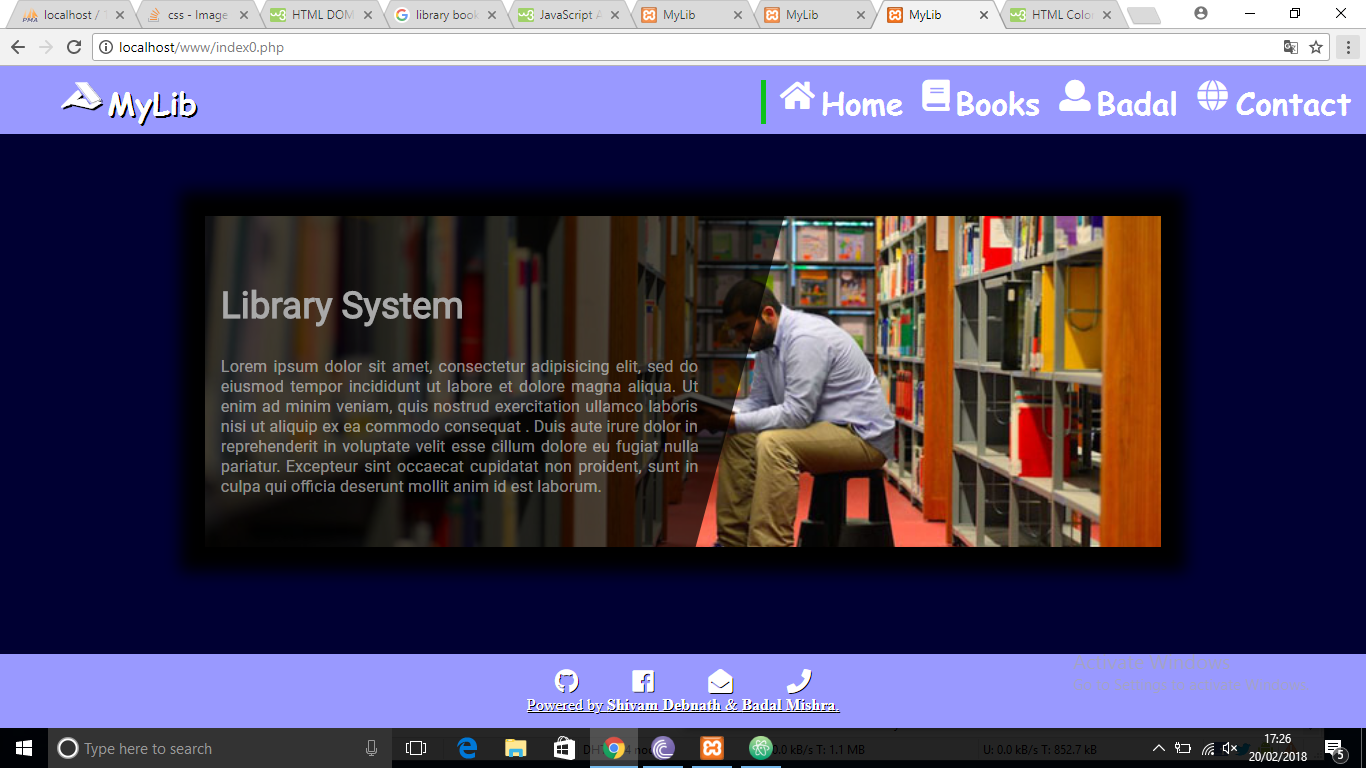 localhost / 1
css - Image
HTML DOM
library book
JavaScript A
MyLib
MyLib
MyLib
HTML Color
localhost/www/index0.php
MyLib
Home
Books
Badal
Contact
Library System
Lorem ipsum dolor sit amet, consectetur adipisicing elit, sed do
eiusmod tempor incididunt ut labore et dolore magna aliqua. Ut
enim ad minim veniam, quis nostrud exercitation ullamco laboris
nisi ut aliquip ex ea commodo consequat . Duis aute irure dolor in
reprehenderit in voluptate velit esse cillum dolore eu fugiat nulla
pariatur. Excepteur sint occaecat cupidatat non proident, sunt in
culpa qui officia deserunt mollit anim id est laborum.
Activate Windows
Go to Settings to activate Windows.
Powered by Shivam Debnath & Badal Mishra.
Type here to search
0.0 kB/s T: 1.1 MB
U: 0.0 kB/s T: 852.7 kB
17:26
20/02/2018
5